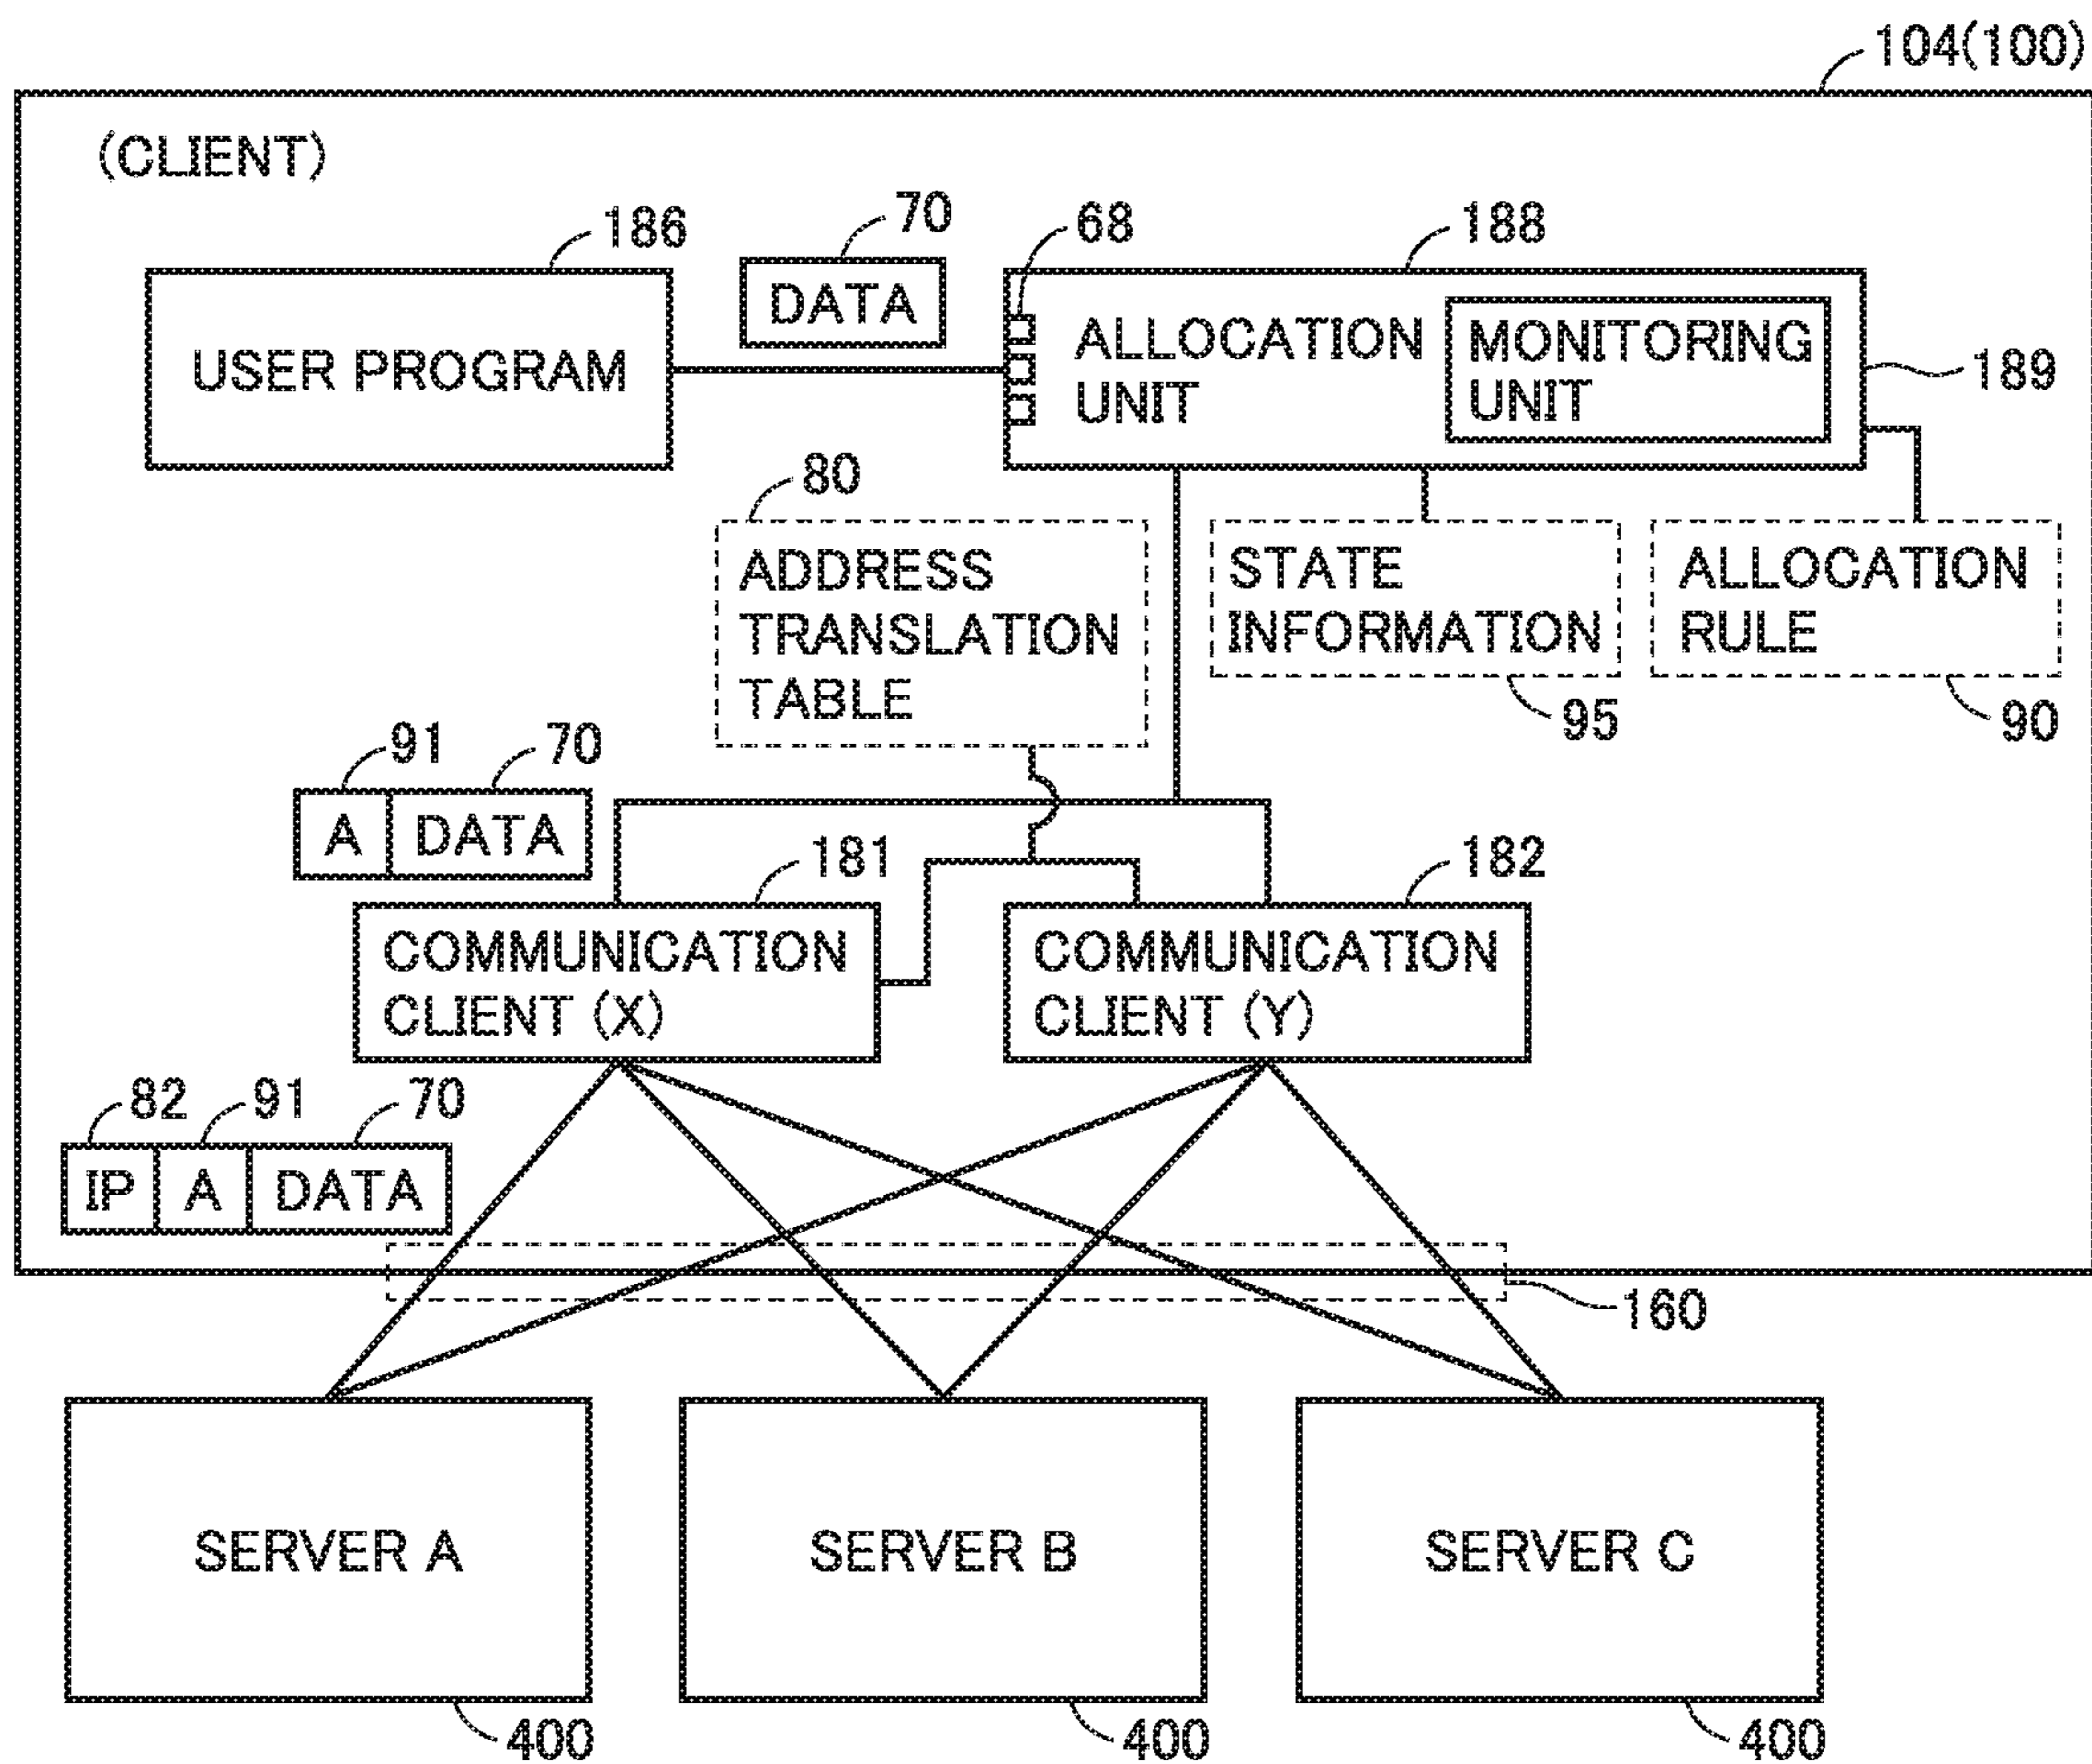 104(100)
(CLIENT)
186
70
68
188
DATA
USER PROGRAM
ALLOCATION
UNIT
MONITORING
UNIT
189
80
ADDRESS
TRANSLATION
TABLE
STATE
INFORMATION
ALLOCATION
RULE
95
90
91
70
A DATA
181
182
COMMUNICATION
CLIENT (X)
COMMUNICATION
CLIENT (Y)
82
91
70
IP A DATA
160
SERVER A
SERVER B
SERVER C
400
400
400